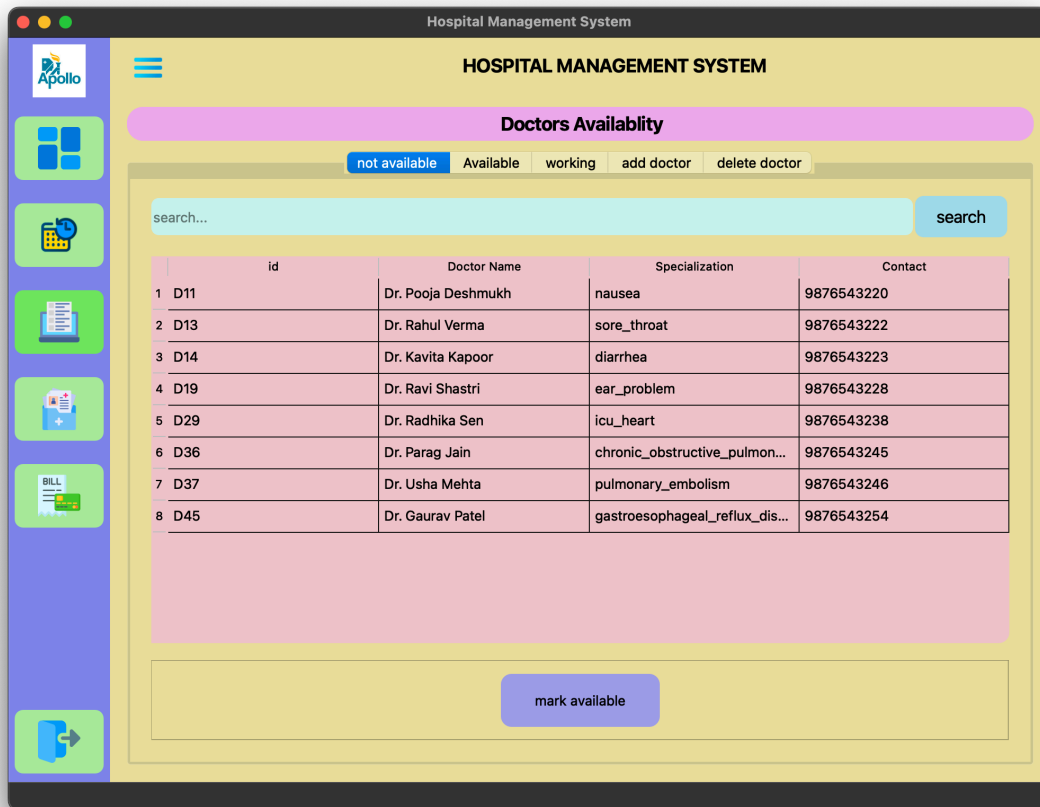 Hospital Management System
Apollo
HOSPITAL MANAGEMENT SYSTEM
Doctors Availablity
not available Available working add doctor delete doctor
search... search
id Doctor Name Specialization Contact
1 D11 Dr. Pooja Deshmukh nausea 9876543220
2 D13 Dr. Rahul Verma sore_throat 9876543222
3 D14 Dr. Kavita Kapoor diarrhea 9876543223
4 D19 Dr. Ravi Shastri ear_problem 9876543228
5 D29 Dr. Radhika Sen icu_heart 9876543238
6 D36 Dr. Parag Jain chronic_obstructive_pulmon... 9876543245
7 D37 Dr. Usha Mehta pulmonary_embolism 9876543246
8 D45 Dr. Gaurav Patel gastroesophageal_reflux_dis... 9876543254
BILL
mark available